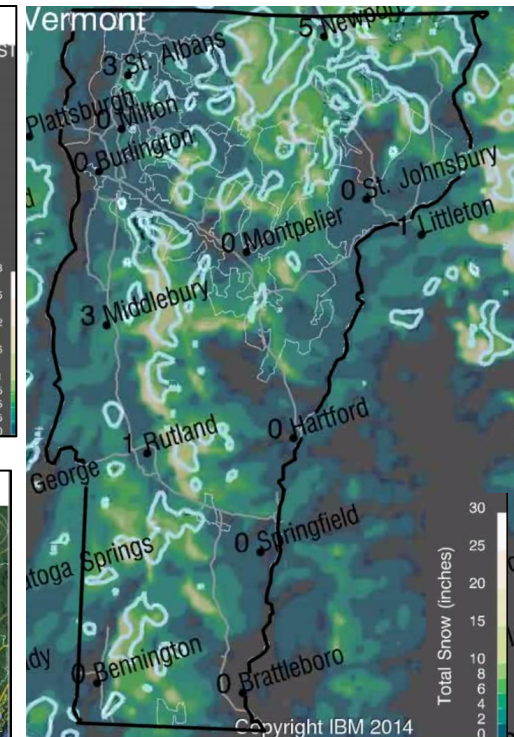 Vermont
5 Newport
3 St. Albans
Plattsburgh
0 Milton
0 Burlington
0 St. Johnsbury
1 Littleton
0 Montpelier
3 Middlebury
1 Rutland
0 Hartford
George
0 Springfield
toga Springs
dy
0 Bennington
0 Brattleboro
Total Snow (inches)
30
25
20
15
10
8
6
4
2
0
Copyright IBM 2014